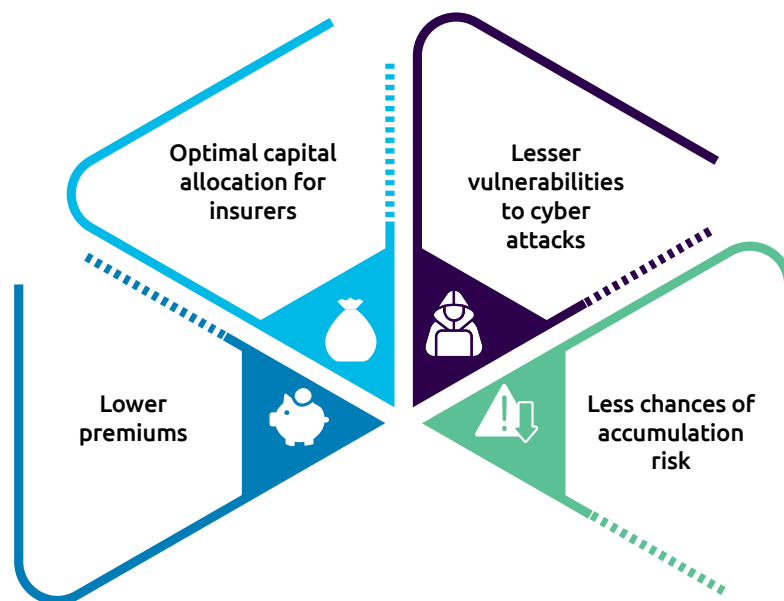 Optimal capital
allocation for
insurers
Lesser
vulnerabilities
to cyber
attacks
Lower
premiums
Less chances of
accumulation
risk